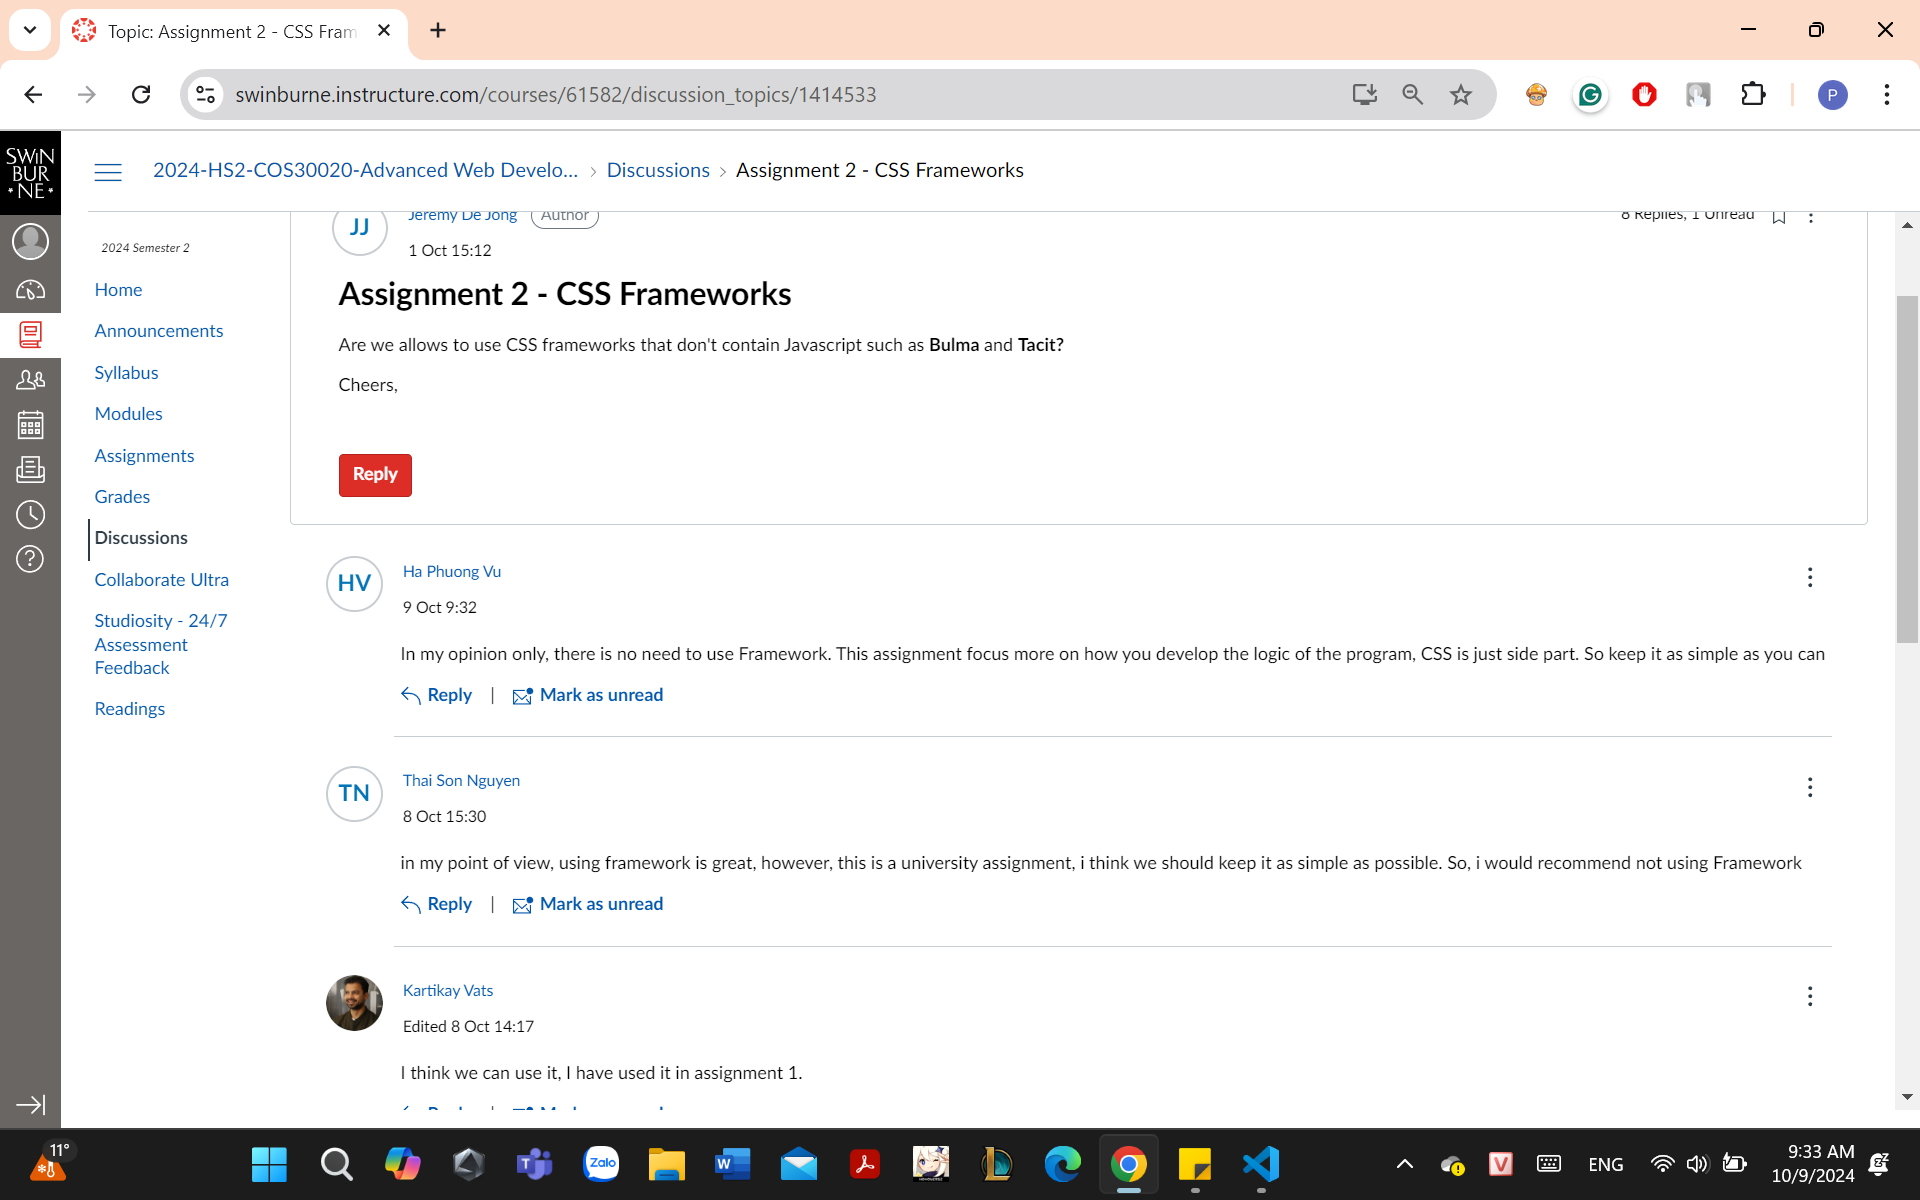 Topic: Assignment 2 - CSS Fram
swinburne.instructure.com/courses/61582/discussion_topics/1414533
P
SWIN
BUR
*NE*
2024-HS2-COS30020-Advanced Web Develo... › Discussions › Assignment 2 - CSS Frameworks
2024 Semester 2
Home
Announcements
Syllabus
Modules
Assignments
Grades
Discussions
Collaborate Ultra
Studiosity - 24/7
Assessment
Feedback
Readings
JJ
Jeremy De Jong Author
8 Replies, 1 Unread
1 Oct 15:12
Assignment 2 - CSS Frameworks
Are we allows to use CSS frameworks that don't contain Javascript such as Bulma and Tacit?
Cheers,
Reply
HV
Ha Phuong Vu
9 Oct 9:32
In my opinion only, there is no need to use Framework. This assignment focus more on how you develop the logic of the program, CSS is just side part. So keep it as simple as you can
Reply | Mark as unread
TN
Thai Son Nguyen
8 Oct 15:30
in my point of view, using framework is great, however, this is a university assignment, i think we should keep it as simple as possible. So, i would recommend not using Framework
Reply | Mark as unread
Kartikay Vats
Edited 8 Oct 14:17
I think we can use it, I have used it in assignment 1.
11°
Zalo
ENG
9:33 AM
10/9/2024